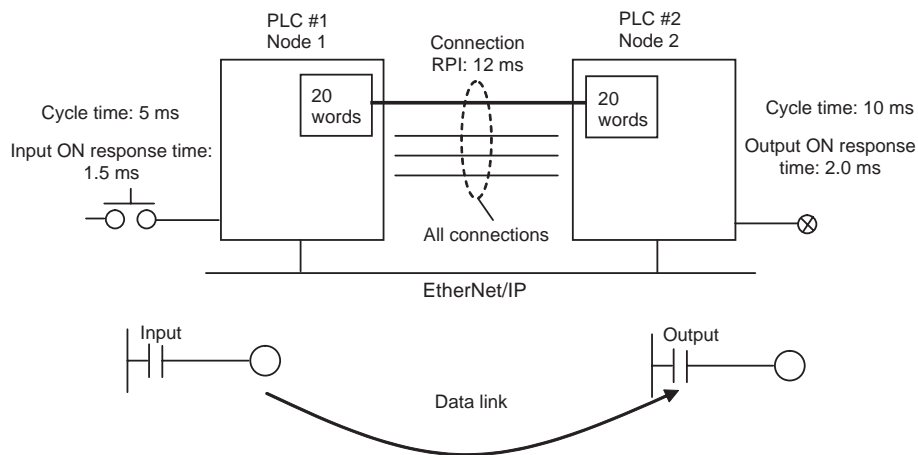 PLC #1
Node 1
PLC #2
Node 2
Connection
RPI: 12 ms
20
words
20
words
Cycle time: 5 ms
Input ON response time:
1.5 ms
Cycle time: 10 ms
Output ON response
time: 2.0 ms
All connections
EtherNet/IP
Input
Output
Data link